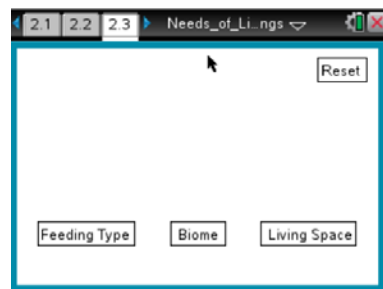 2.1 2.2 2.3 Needs_of_Li...ngs
Reset
Feeding Type Biome Living Space